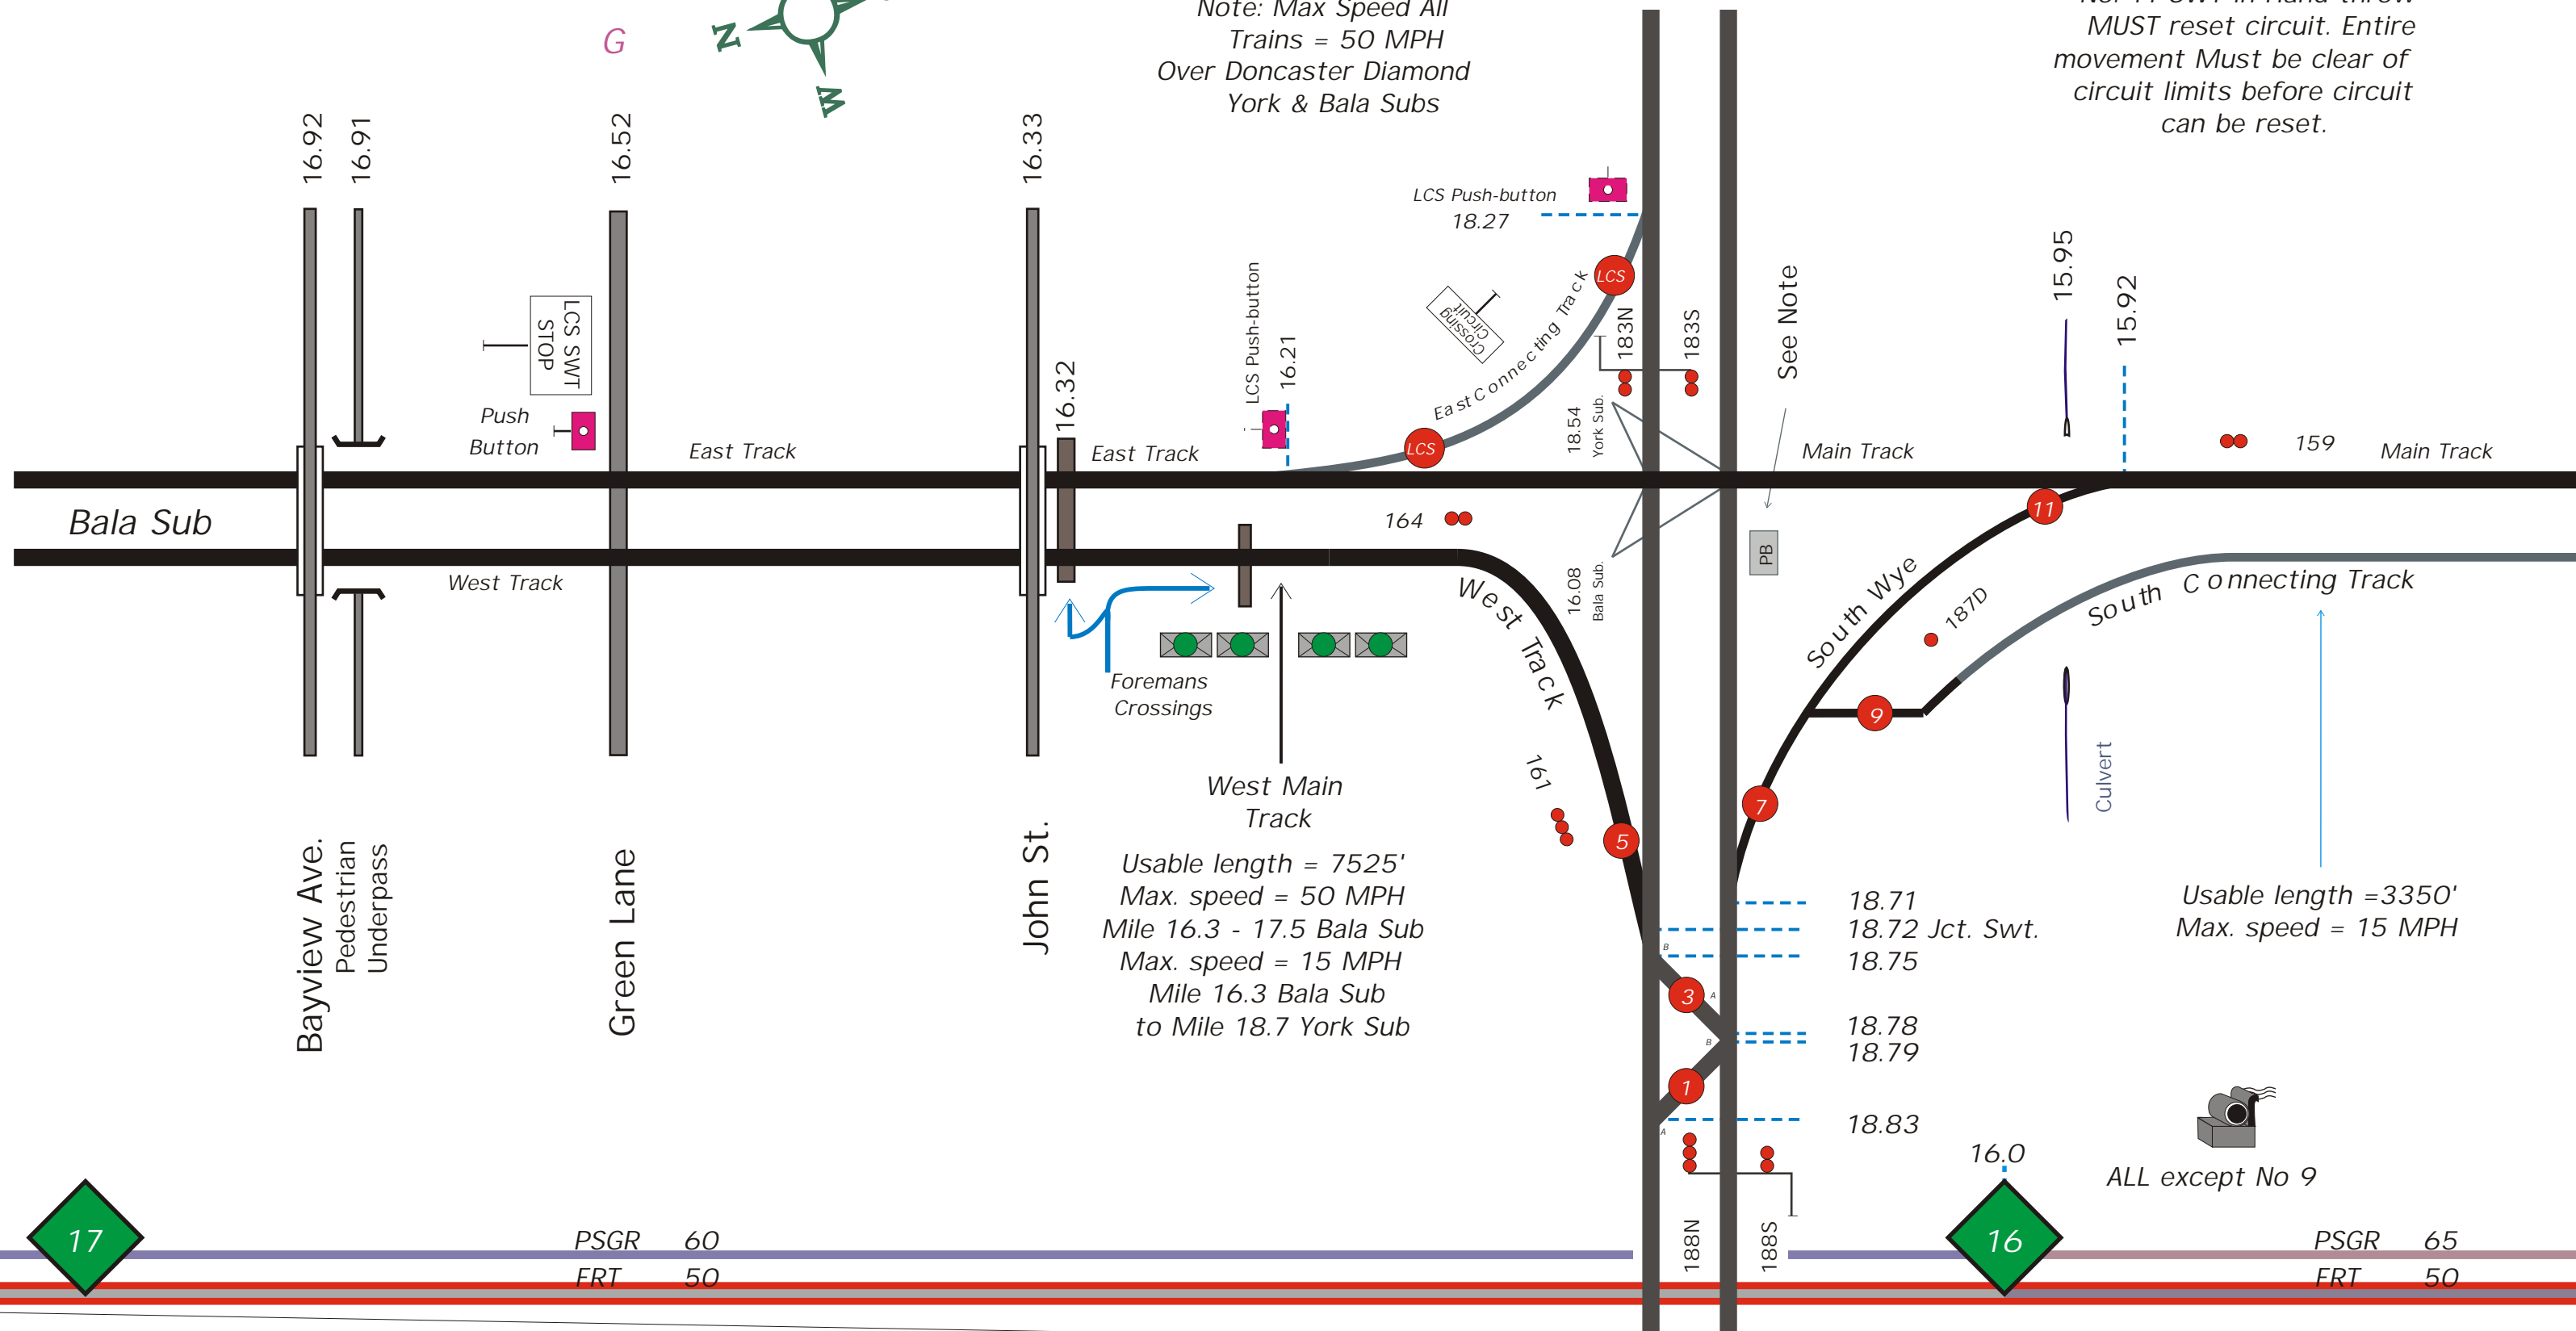 G
N
W
Note: Max Speed All
Trains = 50 MPH
Over Doncaster Diamond
York & Bala Subs
MUST reset circuit. Entire
movement Must be clear of
circuit limits before circuit
can be reset.
16.92
16.91
16.52
16.33
16.32
LCS SWT
STOP
Push
Button
LCS Push-button
16.21
LCS Push-button
18.27
LCS
LCS
Crossing
Circuit
East Connecting Track
183N
183S
See Note
15.95
15.92
18.54
York Sub.
East Track
East Track
Main Track
159
Main Track
Bala Sub
164
West Track
16.08
Bala Sub.
PB
11
South Wye
187D
South Connecting Track
West Track
Foremans
Crossings
9
7
161
5
Culvert
West Main
Track
Usable length = 7525'
Max. speed = 50 MPH
Mile 16.3 - 17.5 Bala Sub
Max. speed = 15 MPH
Mile 16.3 Bala Sub
to Mile 18.7 York Sub
Bayview Ave.
Pedestrian
Underpass
Green Lane
John St.
18.71
18.72 Jct. Swt.
18.75
18.78
18.79
18.83
B
3
A
B
1
A
Usable length =3350'
Max. speed = 15 MPH
16.0
ALL except No 9
188N
188S
17
16
PSGR 60
FRT 50
PSGR 65
FRT 50